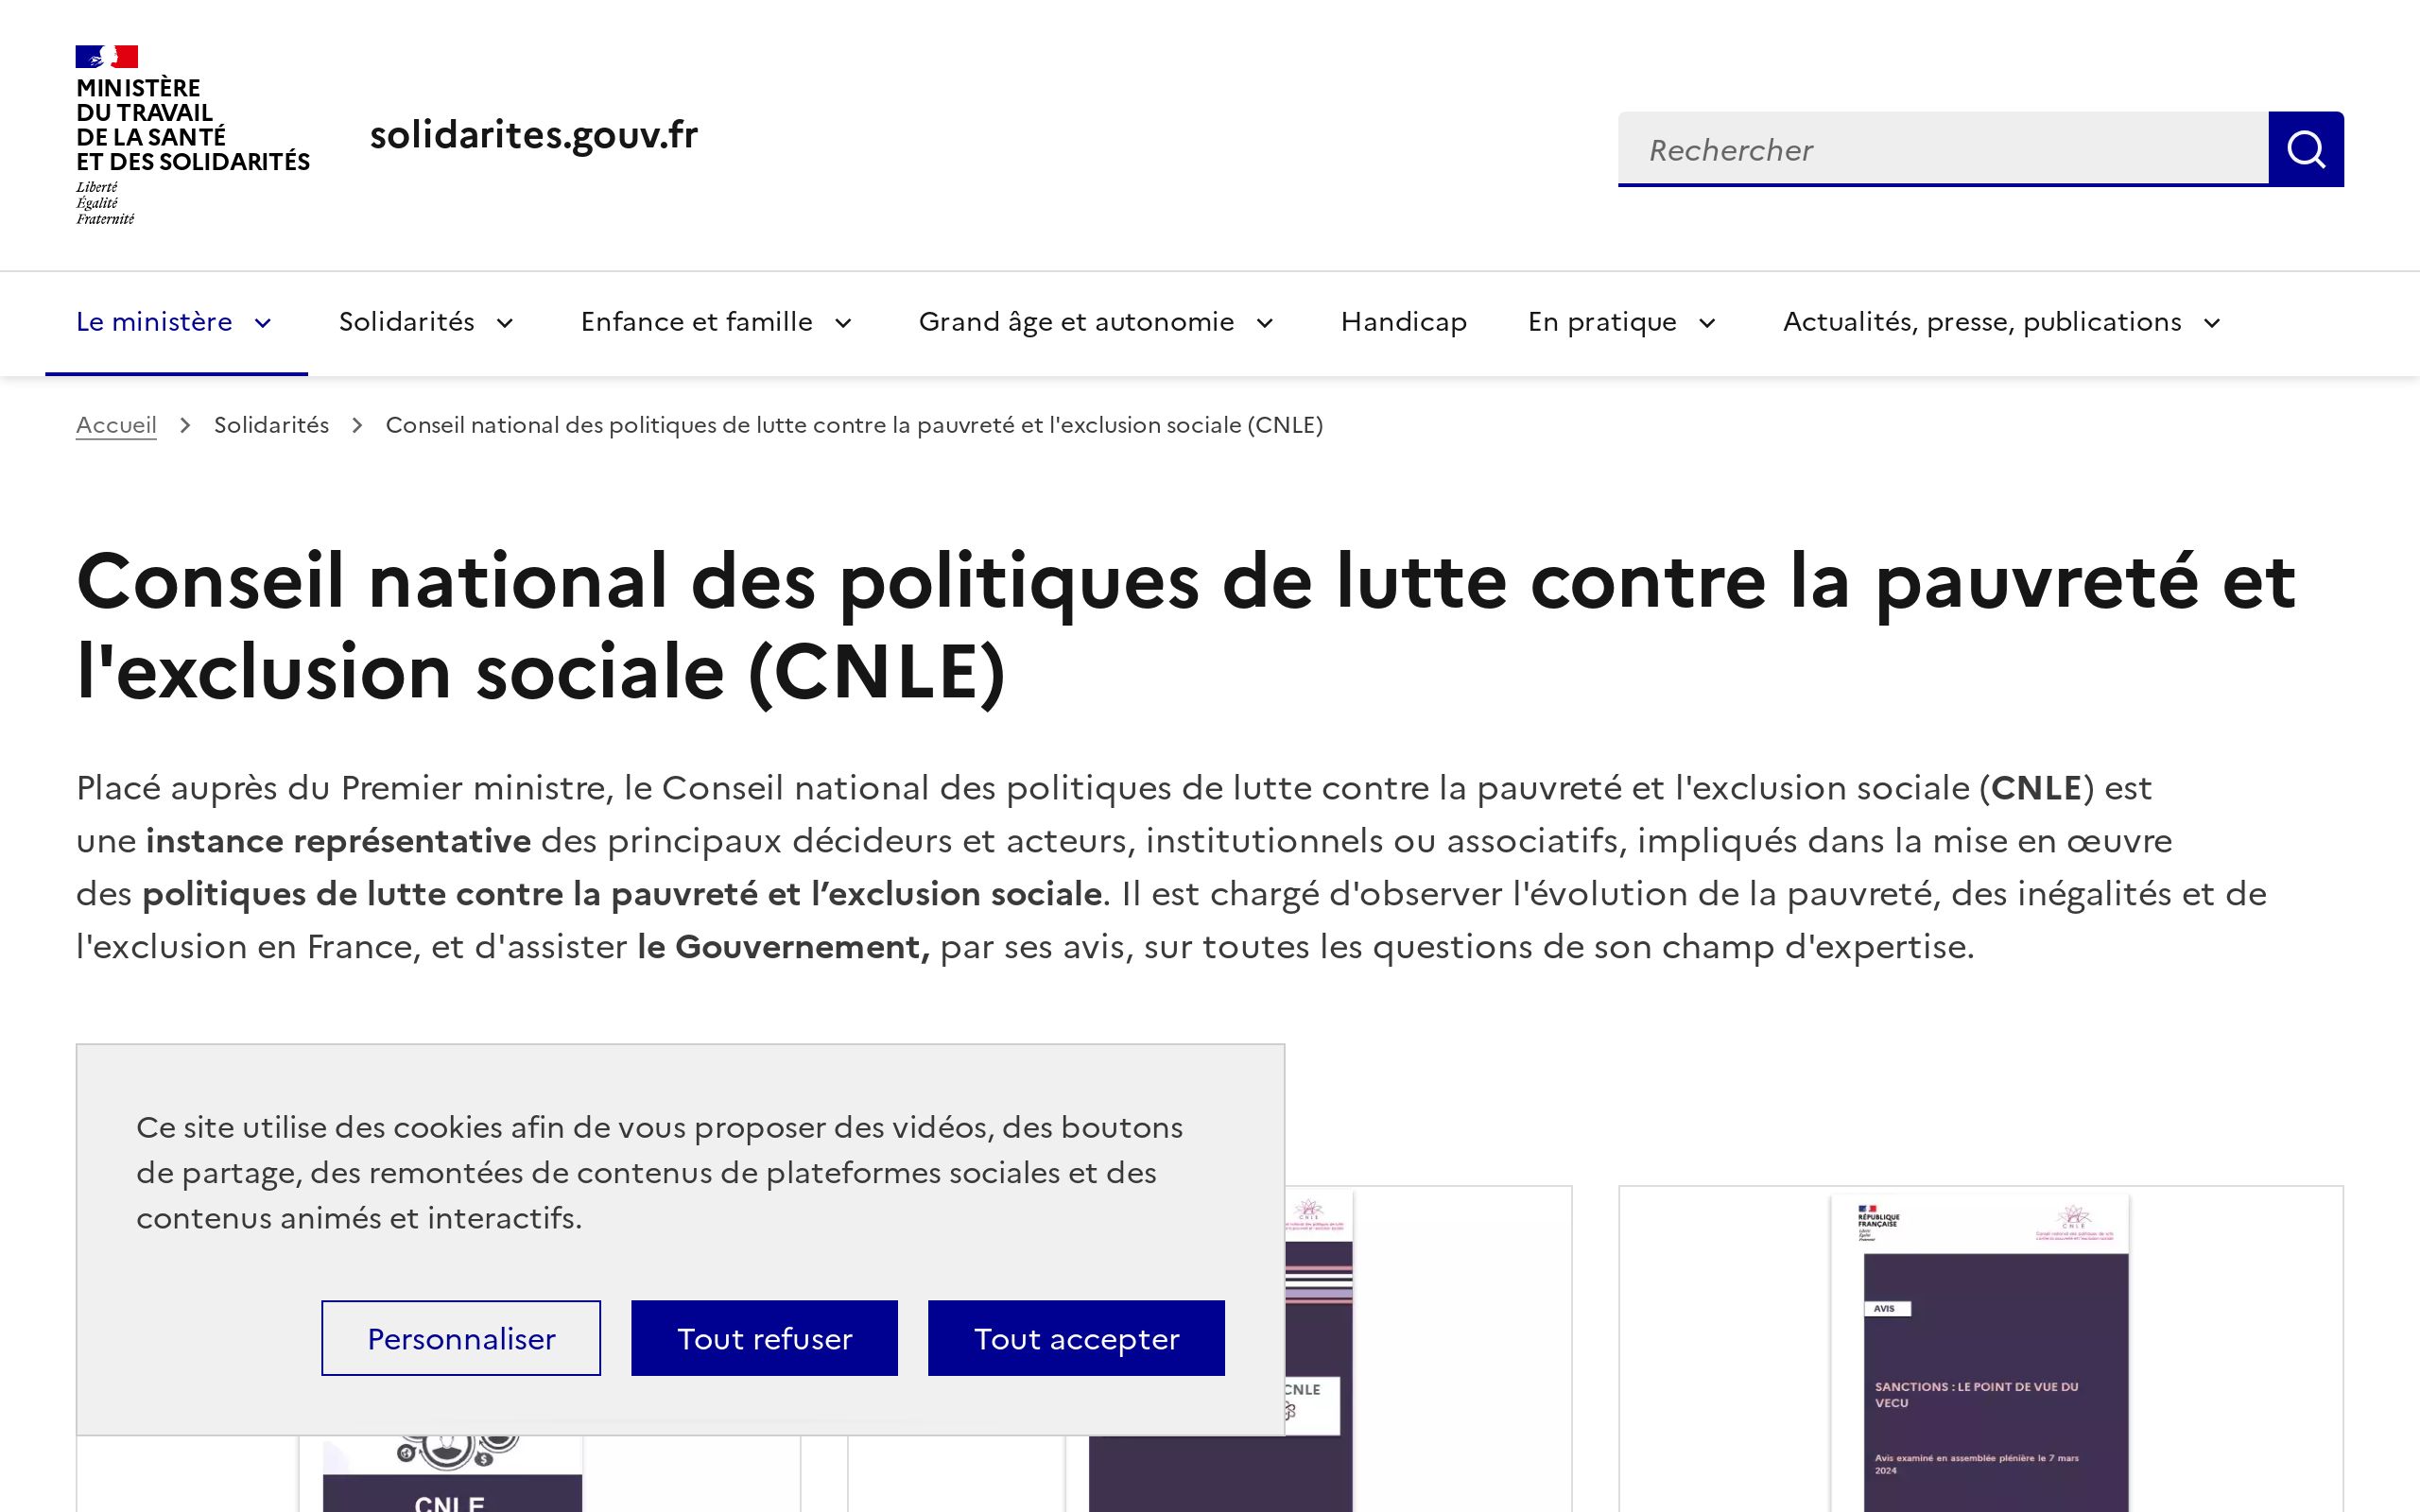 MINISTÈRE
DU TRAVAIL
DE LA SANTÉ
ET DES SOLIDARITÉS
Liberté
Égalité
Fraternité
solidarites.gouv.fr
Rechercher
Le ministère
Solidarités
Enfance et famille
Grand âge et autonomie
Handicap
En pratique
Actualités, presse, publications
Accueil
Solidarités
Conseil national des politiques de lutte contre la pauvreté et l'exclusion sociale (CNLE)
Conseil national des politiques de lutte contre la pauvreté et
l'exclusion sociale (CNLE)
Placé auprès du Premier ministre, le Conseil national des politiques de lutte contre la pauvreté et l'exclusion sociale (CNLE) est
une instance représentative des principaux décideurs et acteurs, institutionnels ou associatifs, impliqués dans la mise en œuvre
des politiques de lutte contre la pauvreté et l’exclusion sociale. Il est chargé d'observer l'évolution de la pauvreté, des inégalités et de
l'exclusion en France, et d'assister le Gouvernement, par ses avis, sur toutes les questions de son champ d'expertise.
Ce site utilise des cookies afin de vous proposer des vidéos, des boutons
de partage, des remontées de contenus de plateformes sociales et des
contenus animés et interactifs.
Personnaliser
Tout refuser
Tout accepter
CNLE
CNLE
CNLE
RÉPUBLIQUE
FRANÇAISE
Liberté
Égalité
Fraternité
CNLE
AVIS
SANCTIONS : LE POINT DE VUE DU
VECU
Avis examiné en assemblée plénière le 7 mars
2024